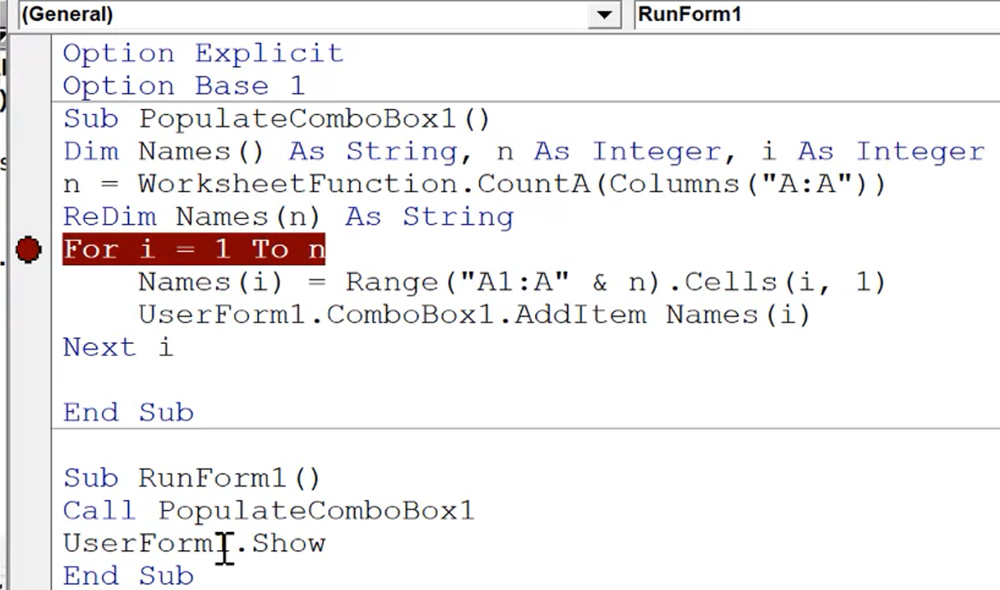 (General)
RunForm1
Option Explicit
Option Base 1
Sub PopulateComboBox1()
Dim Names() As String, n As Integer, i As Integer
n = WorksheetFunction.CountA(Columns("A:A"))
ReDim Names(n) As String
For i = 1 To n
    Names(i) = Range("A1:A" & n).Cells(i, 1)
    UserForm1.ComboBox1.AddItem Names(i)
Next i
End Sub
Sub RunForm1()
Call PopulateComboBox1
UserForm1.Show
End Sub